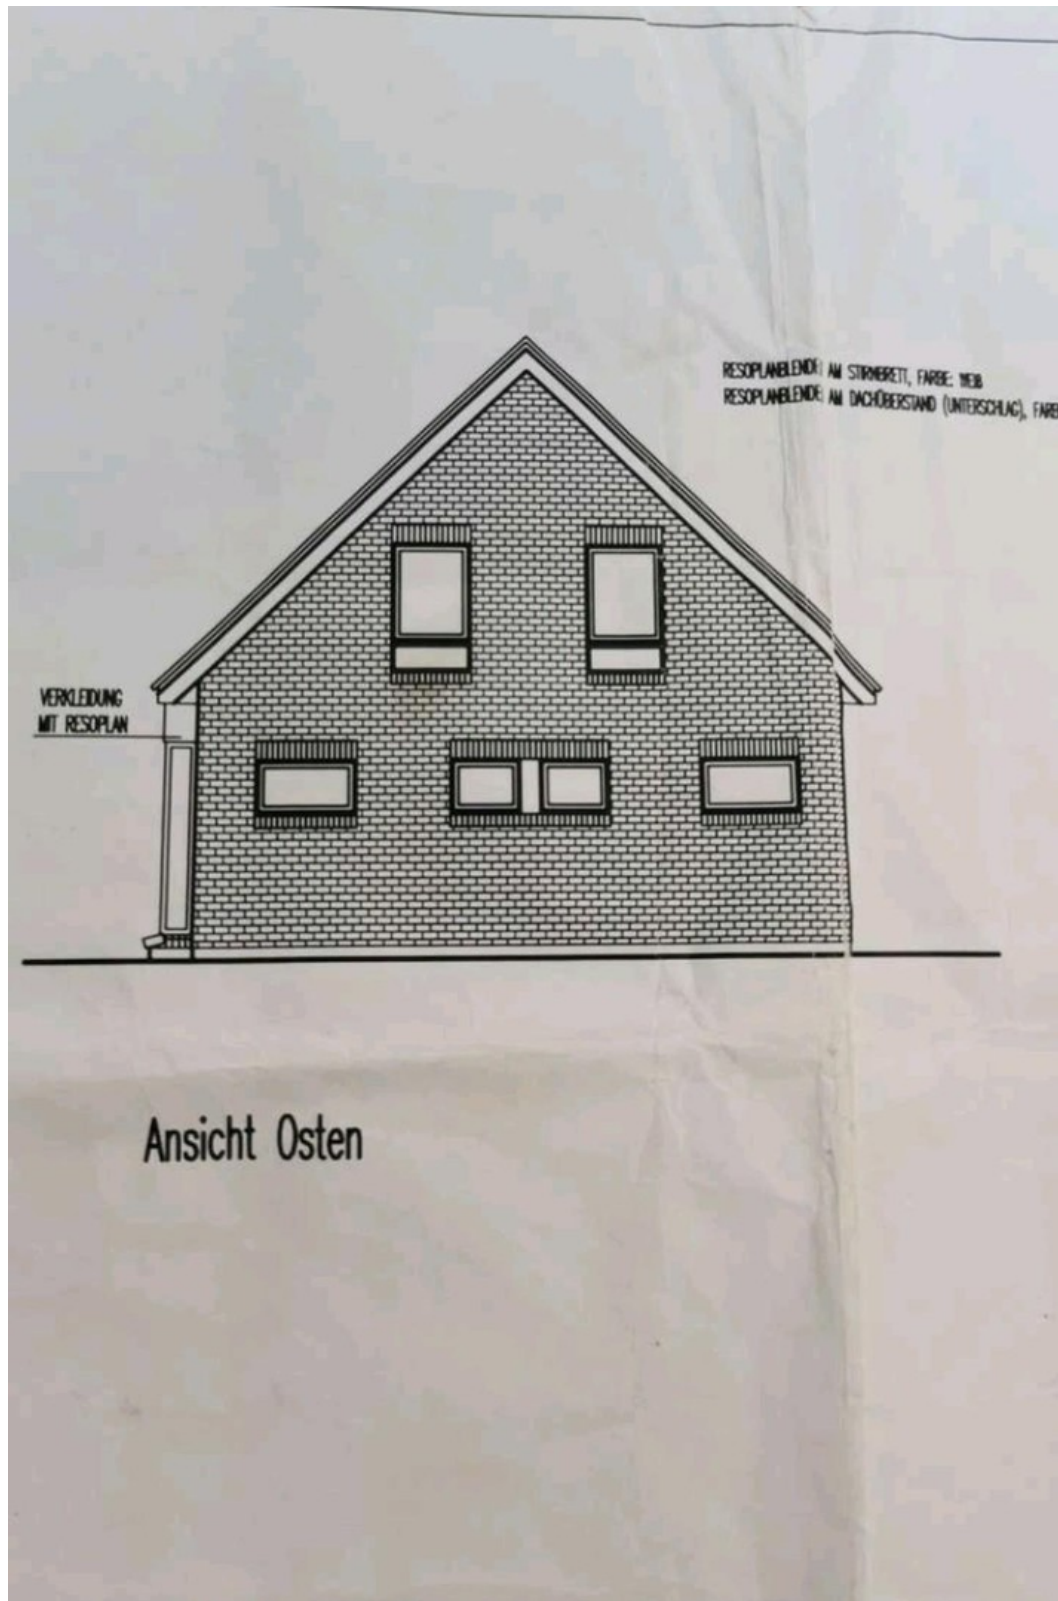 RESOPLANBLENDE: AM STIRNBRETT, FARBE: WEIß
RESOPLANBLENDE: AM DACHÜBERSTAND (UNTERSCHLAG), FARB
VERKLEIDUNG
MIT RESOPLAN
Ansicht Osten